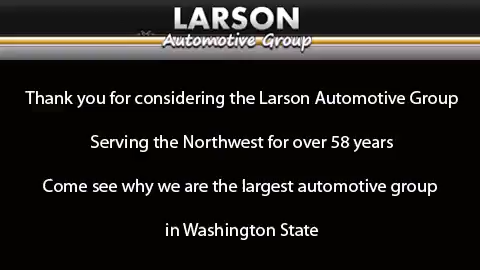 LARSON
Automotive Group
Thank you for considering the Larson Automotive Group
Serving the Northwest for over 58 years
Come see why we are the largest automotive group
in Washington State